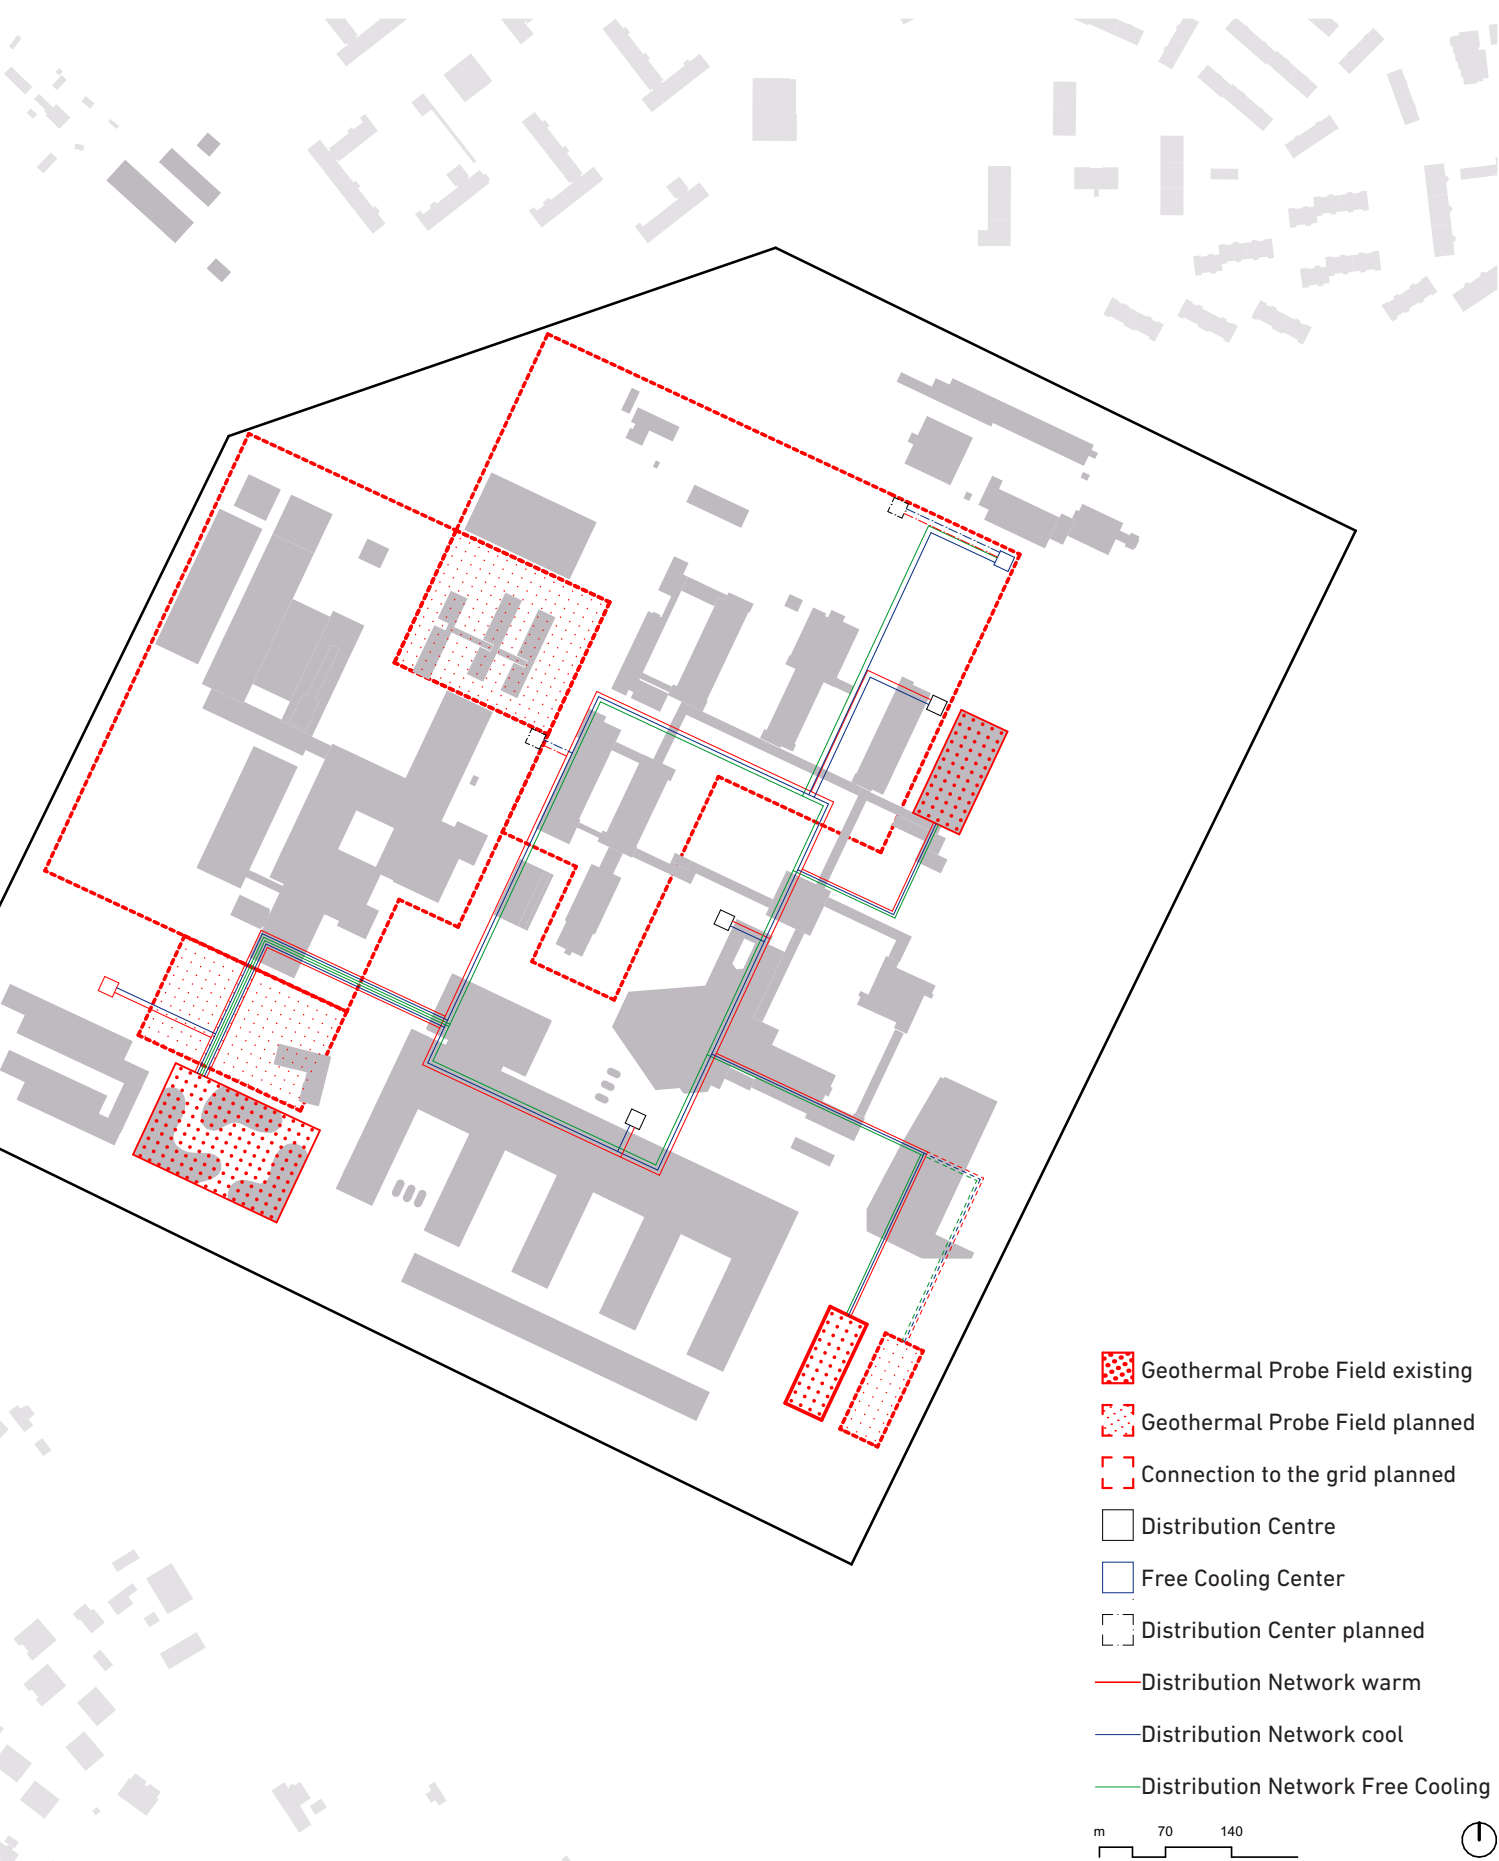 Geothermal Probe Field existing
Geothermal Probe Field planned
Connection to the grid planned
Distribution Centre
Free Cooling Center
Distribution Center planned
Distribution Network warm
Distribution Network cool
Distribution Network Free Cooling
m 70 140